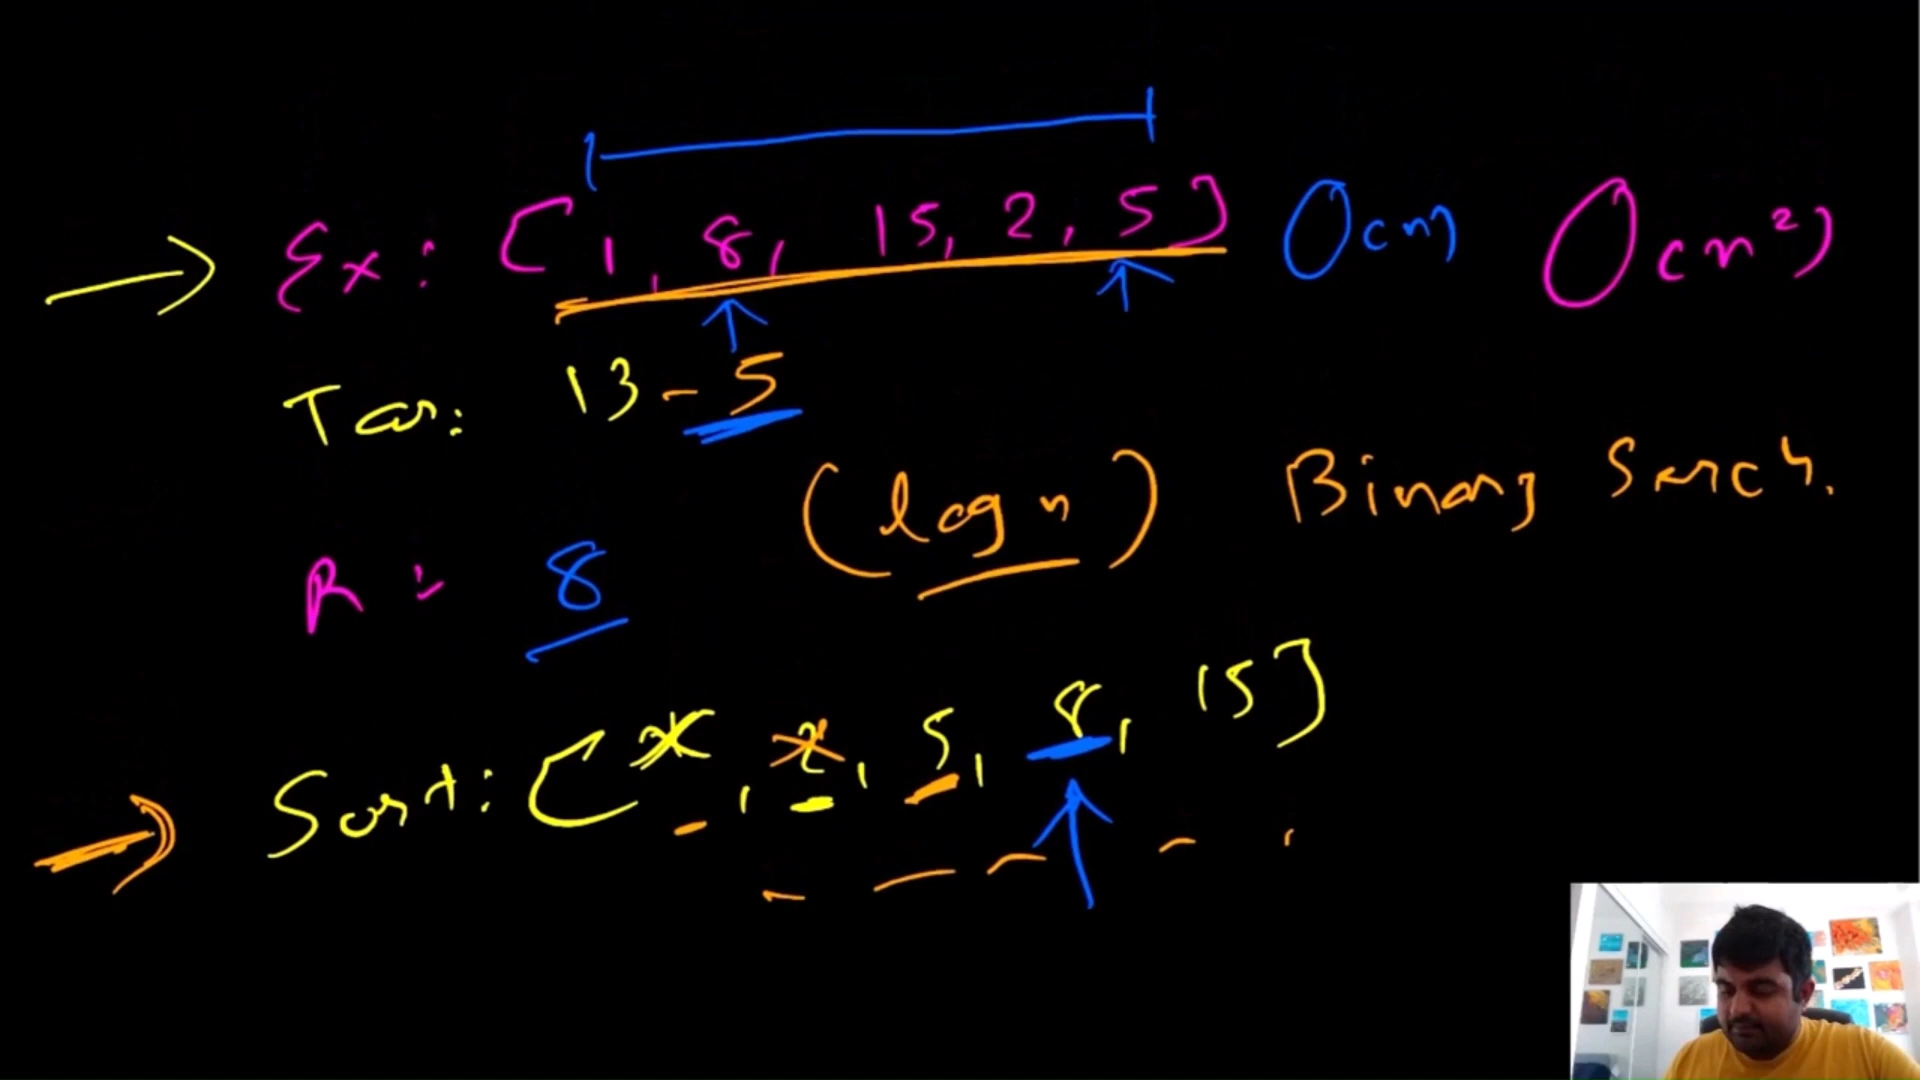 Ex: [1, 8, 15, 2, 5] O(n) O(n²)
Tar: 13 - 5
(log n) Binary Serch.
R: 8
Sort: [1, 2, 5, 8, 15]